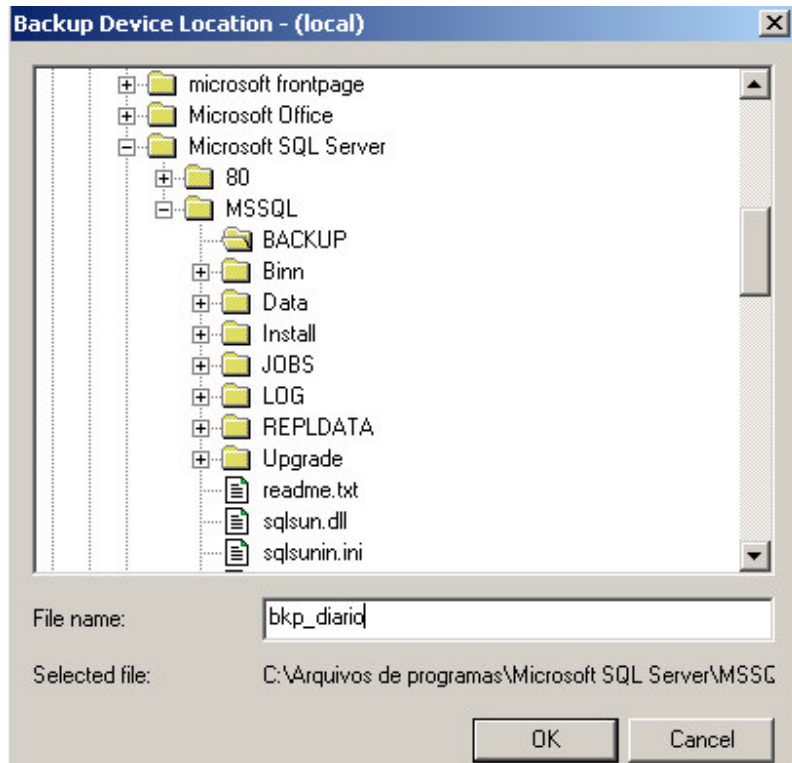 Backup Device Location - (local)
microsoft frontpage
Microsoft Office
Microsoft SQL Server
80
MSSQL
BACKUP
Binn
Data
Install
JOBS
LOG
REPLDATA
Upgrade
readme.txt
sqlsun.dll
sqlsunin.ini
File name: bkp_diario
Selected file: C:\Arquivos de programas\Microsoft SQL Server\MSSQ
OK Cancel